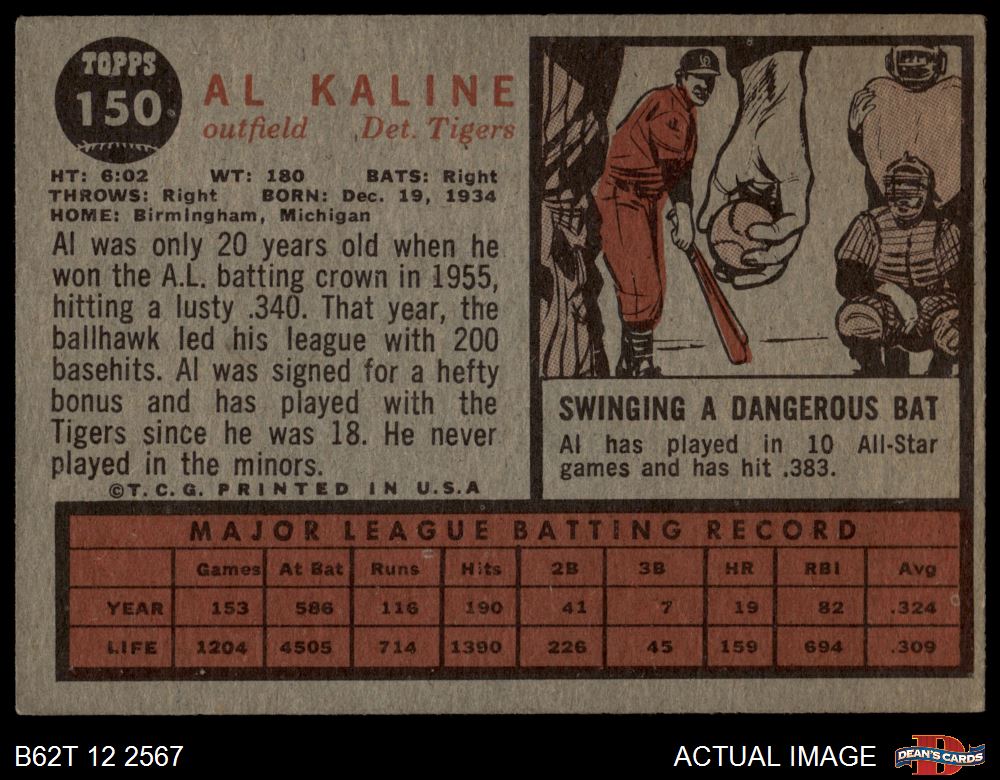 TOPPS
150
AL KALINE
outfield Det. Tigers
HT: 6:02 WT: 180 BATS: Right
THROWS: Right BORN: Dec. 19, 1934
HOME: Birmingham, Michigan
Al was only 20 years old when he
won the A.L. batting crown in 1955,
hitting a lusty .340. That year, the
ballhawk led his league with 200
basehits. Al was signed for a hefty
bonus and has played with the
Tigers since he was 18. He never
played in the minors.
©T.C.G. PRINTED IN U.S.A
SWINGING A DANGEROUS BAT
Al has played in 10 All-Star
games and has hit .383.
MAJOR LEAGUE BATTING RECORD
Games At Bat Runs Hits 2B 3B HR RBI Avg
YEAR 153 586 116 190 41 7 19 82 .324
LIFE 1204 4505 714 1390 226 45 159 694 .309
B62T 12 2567 ACTUAL IMAGE DEAN'S CARDS